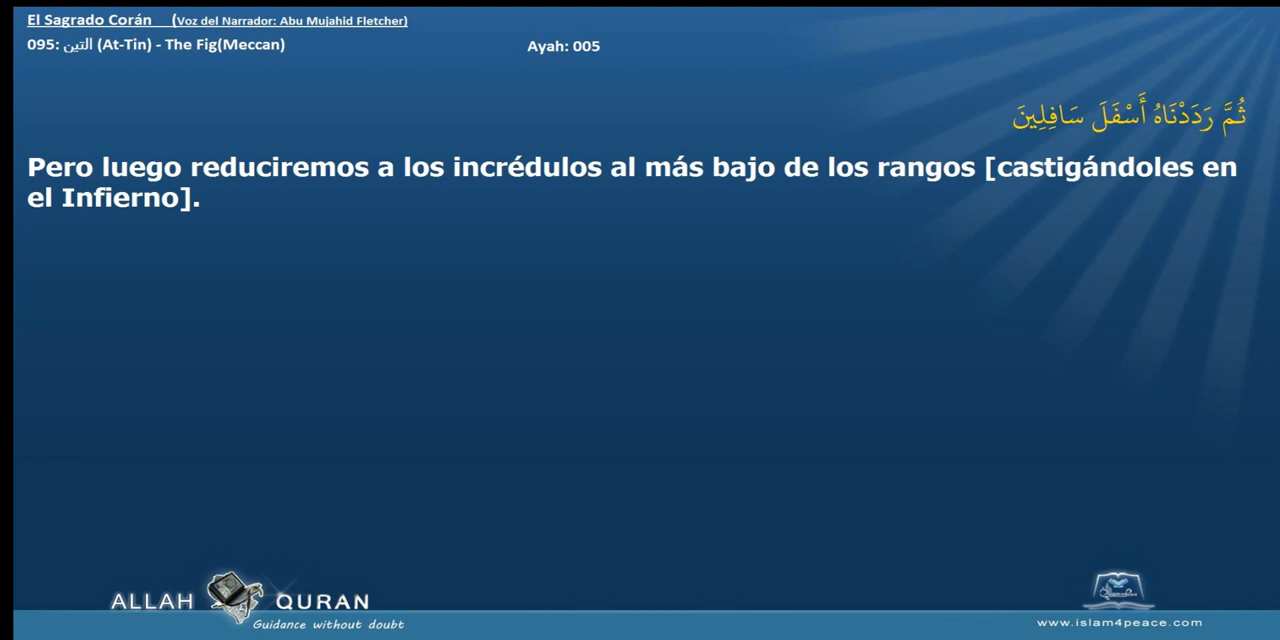 El Sagrado Corán (Voz del Narrador: Abu Mujahid Fletcher)
095: التين (At-Tin) - The Fig(Meccan) Ayah: 005
ثُمَّ رَدَدْنَاهُ أَسْفَلَ سَافِلِينَ
Pero luego reduciremos a los incrédulos al más bajo de los rangos [castigándoles en
el Infierno].
ALLAH QURAN
Guidance without doubt
www.islam4peace.com